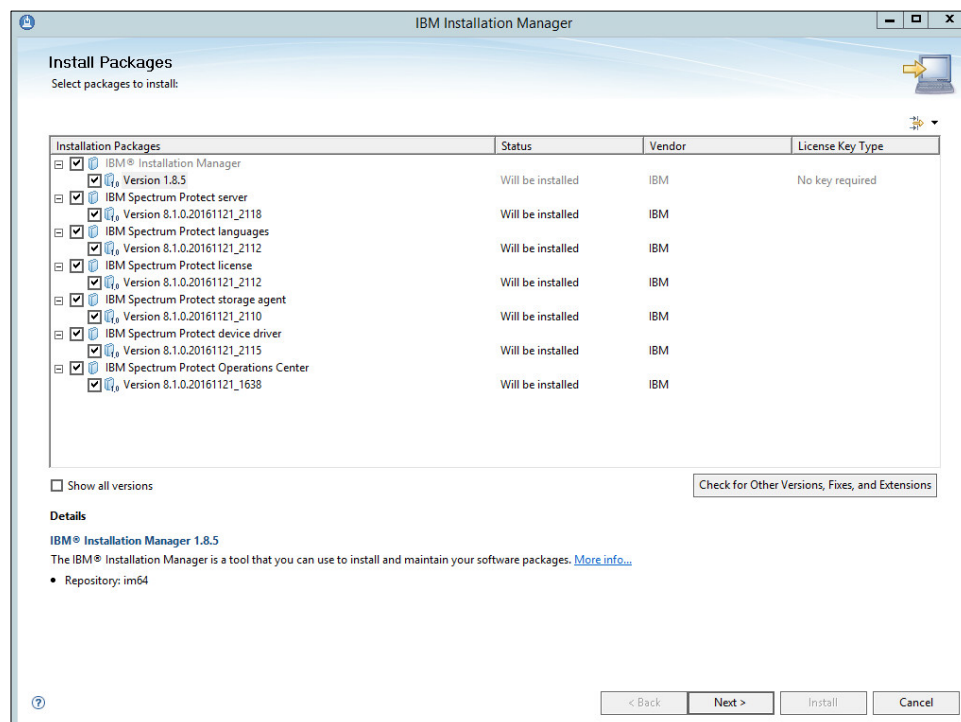 IBM Installation Manager
Install Packages
Select packages to install:
Installation Packages Status Vendor License Key Type
IBM® Installation Manager
Version 1.8.5 Will be installed IBM No key required
IBM Spectrum Protect server
Version 8.1.0.20161121_2118 Will be installed IBM
IBM Spectrum Protect languages
Version 8.1.0.20161121_2112 Will be installed IBM
IBM Spectrum Protect license
Version 8.1.0.20161121_2112 Will be installed IBM
IBM Spectrum Protect storage agent
Version 8.1.0.20161121_2110 Will be installed IBM
IBM Spectrum Protect device driver
Version 8.1.0.20161121_2115 Will be installed IBM
IBM Spectrum Protect Operations Center
Version 8.1.0.20161121_1638 Will be installed IBM
Show all versions Check for Other Versions, Fixes, and Extensions
Details
IBM® Installation Manager 1.8.5
The IBM® Installation Manager is a tool that you can use to install and maintain your software packages. More info...
• Repository: im64
? < Back Next > Install Cancel